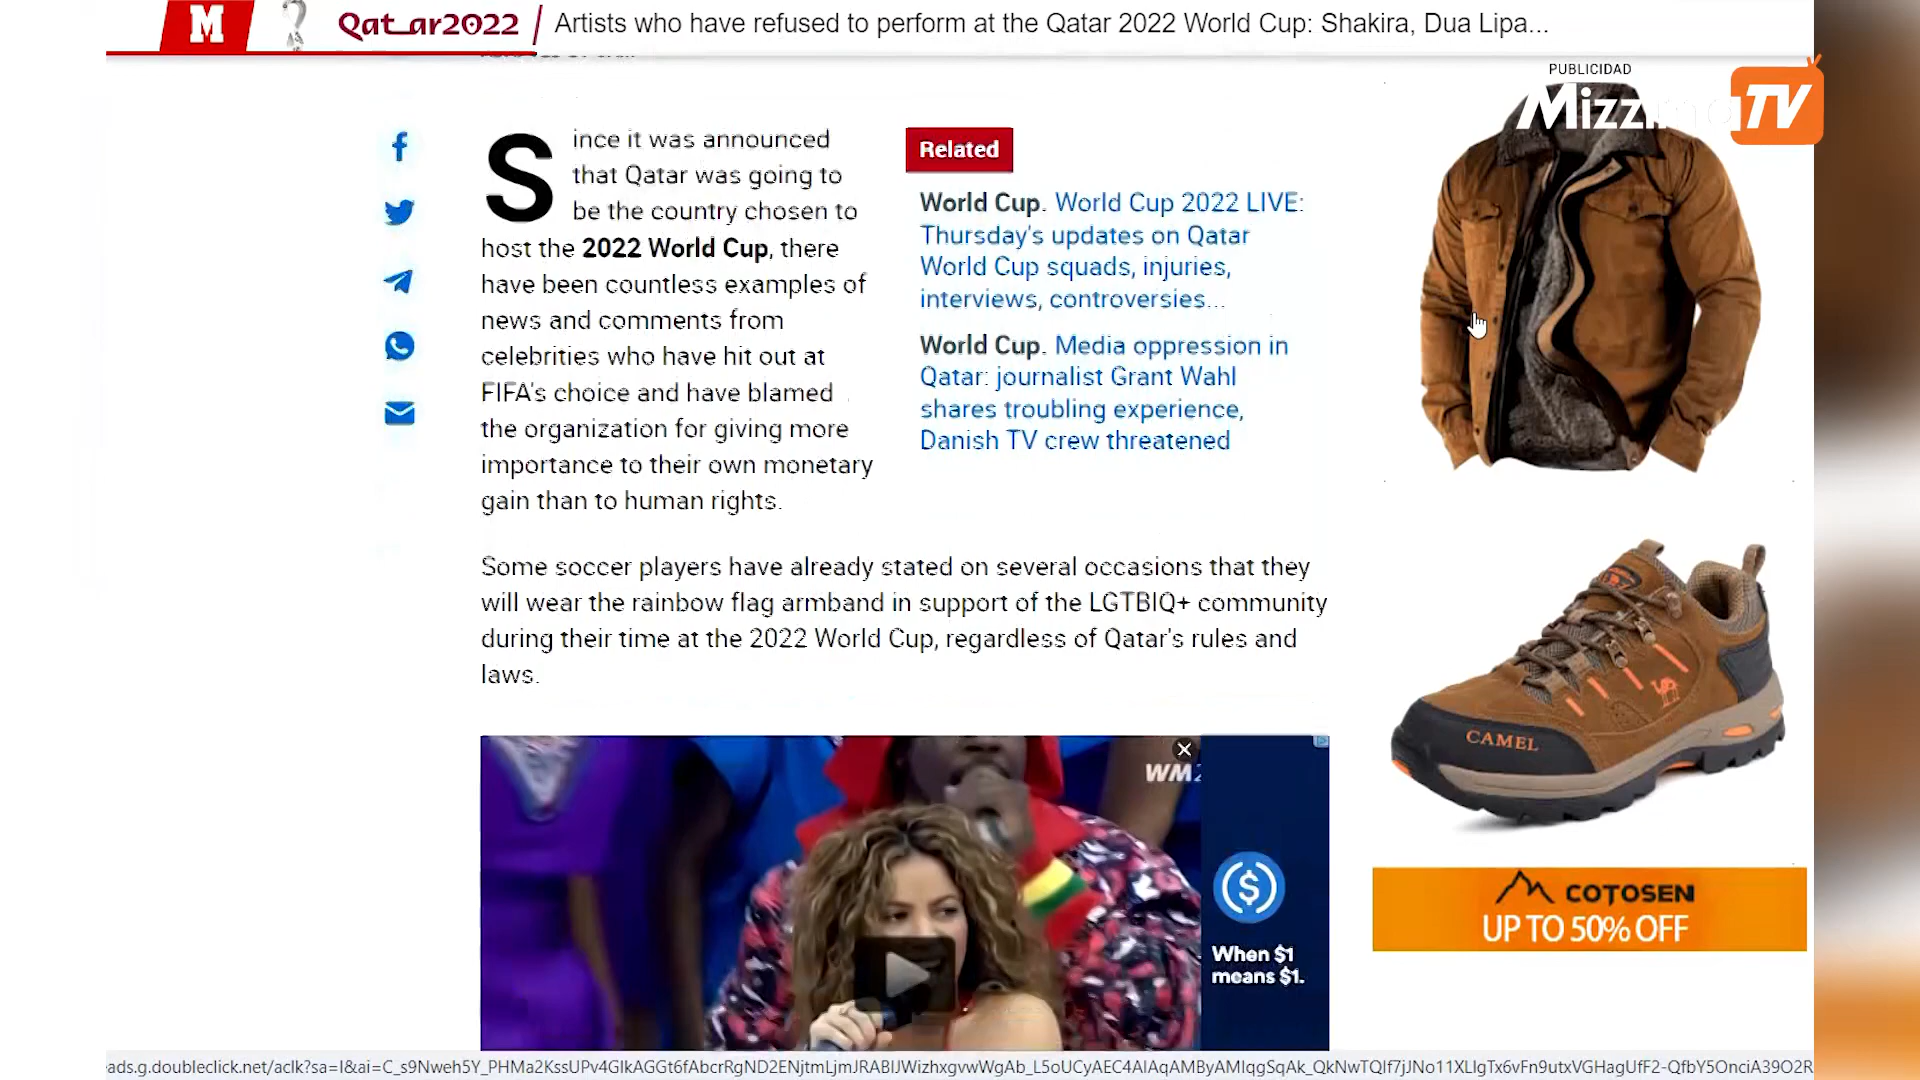 M
Qatar2022
Artists who have refused to perform at the Qatar 2022 World Cup: Shakira, Dua Lipa...
PUBLICIDAD
Mizzima TV
Since it was announced
that Qatar was going to
be the country chosen to
host the 2022 World Cup, there
have been countless examples of
news and comments from
celebrities who have hit out at
FIFA's choice and have blamed
the organization for giving more
importance to their own monetary
gain than to human rights.
Related
World Cup. World Cup 2022 LIVE:
Thursday's updates on Qatar
World Cup squads, injuries,
interviews, controversies...
World Cup. Media oppression in
Qatar: journalist Grant Wahl
shares troubling experience,
Danish TV crew threatened
Some soccer players have already stated on several occasions that they
will wear the rainbow flag armband in support of the LGTBIQ+ community
during their time at the 2022 World Cup, regardless of Qatar's rules and
laws.
CAMEL
When $1
means $1.
COTOSEN
UP TO 50% OFF